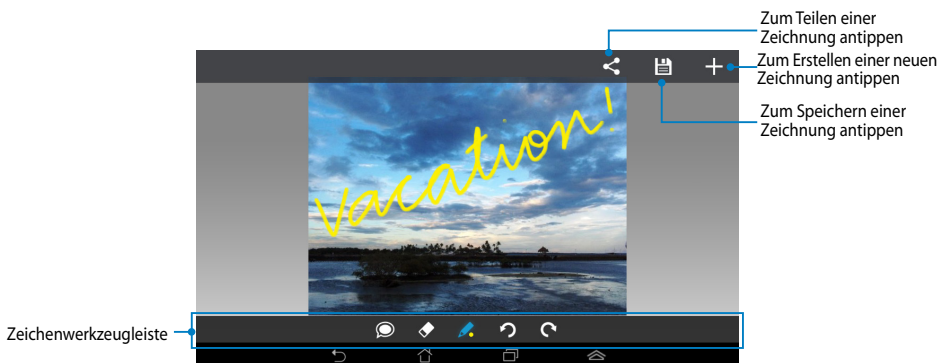 Zum Teilen einer
Zeichnung antippen
Zum Erstellen einer neuen
Zeichnung antippen
Zum Speichern einer
Zeichnung antippen
vacation!
Zeichenwerkzeugleiste